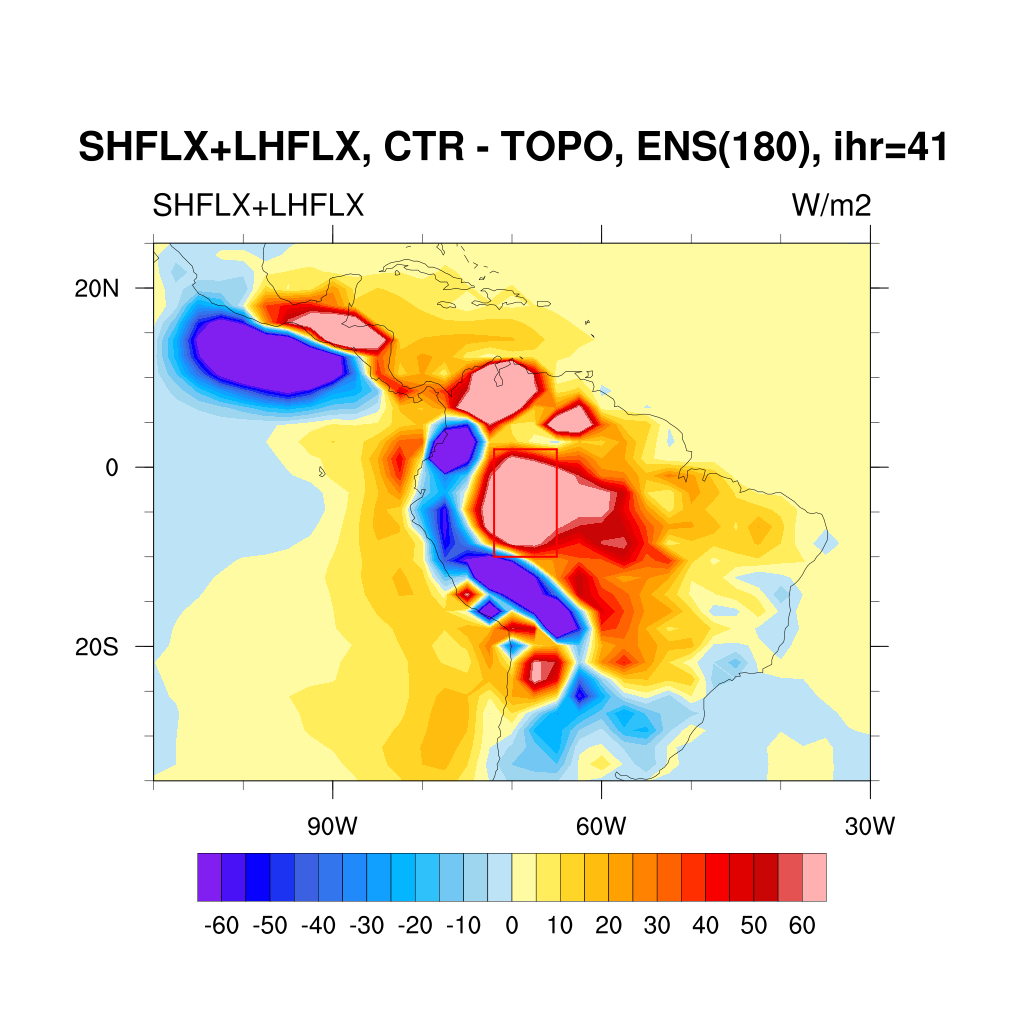 SHFLX+LHFLX, CTR - TOPO, ENS(180), ihr=41
SHFLX+LHFLX W/m2
20N
0
20S
90W 60W 30W
-60 -50 -40 -30 -20 -10 0 10 20 30 40 50 60